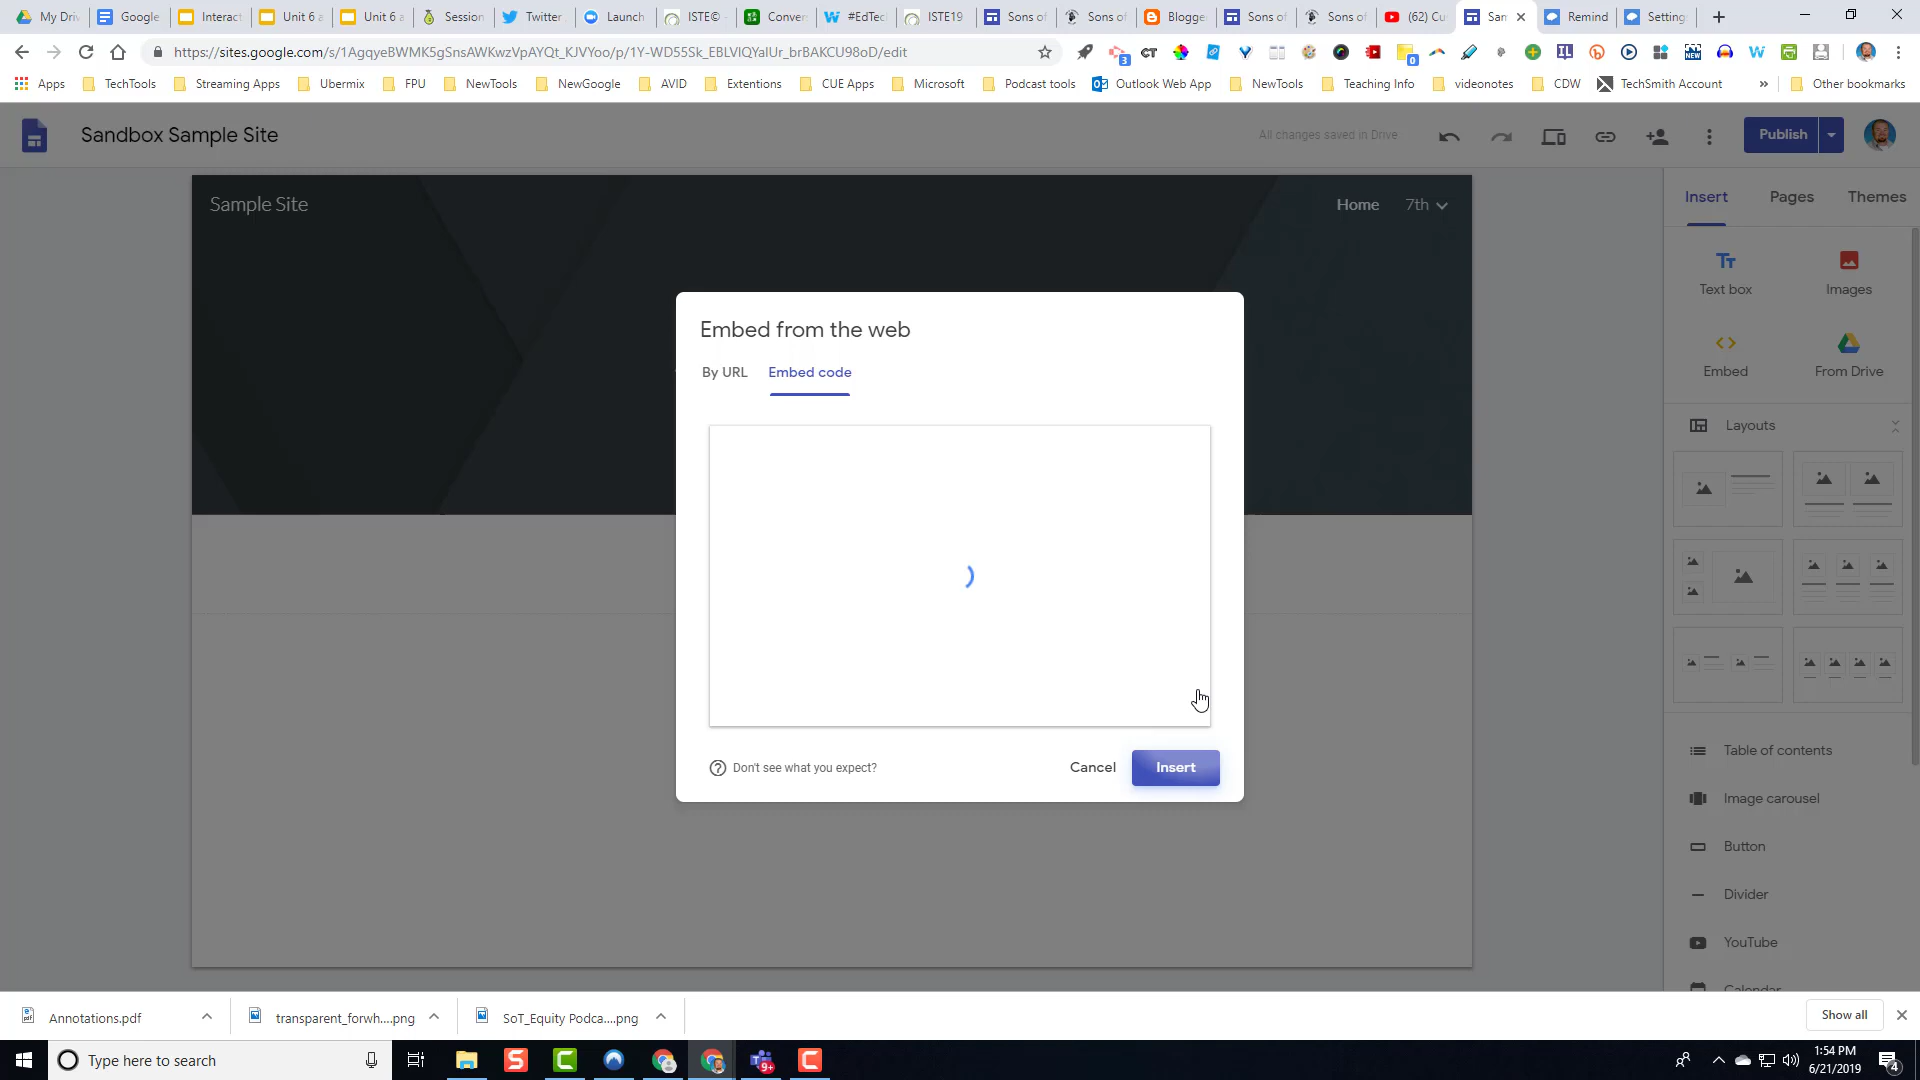 My Driv
Google
Interact
Unit 6 a
Unit 6 a
Session
Twitter
Launch
ISTE©
Conver
#EdTec
ISTE19
Sons of
Sons of
Blogge
Sons of
Sons of
(62) Cu
Sam
Remind
Settings
https://sites.google.com/s/1AgqyeBWMK5gSnsAWKwzVpAYQt_KJVYoo/p/1Y-WD55Sk_EBLVlQYalUr_brBAKCU98oD/edit
Apps
TechTools
Streaming Apps
Ubermix
FPU
NewTools
NewGoogle
AVID
Extentions
CUE Apps
Microsoft
Podcast tools
Outlook Web App
NewTools
Teaching Info
videonotes
CDW
TechSmith Account
»
Other bookmarks
Sandbox Sample Site
All changes saved in Drive
Publish
Sample Site
Home
7th
Insert
Pages
Themes
Text box
Images
Embed
From Drive
Layouts
Table of contents
Image carousel
Button
Divider
YouTube
Calendar
Embed from the web
By URL
Embed code
Don't see what you expect?
Cancel
Insert
Annotations.pdf
transparent_forwh....png
SoT_Equity Podca....png
Show all
Type here to search
9+
1:54 PM
6/21/2019
4